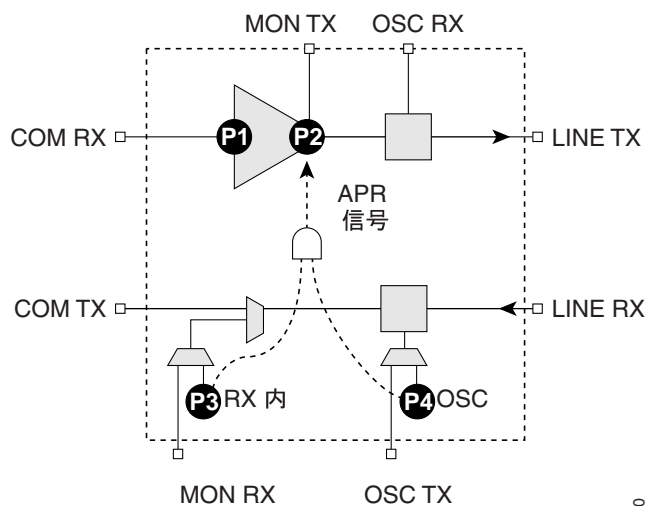 MON TX OSC RX
COM RX P1 P2 LINE TX
APR
信号
COM TX LINE RX
P3 RX 内 P4 OSC
MON RX OSC TX
0